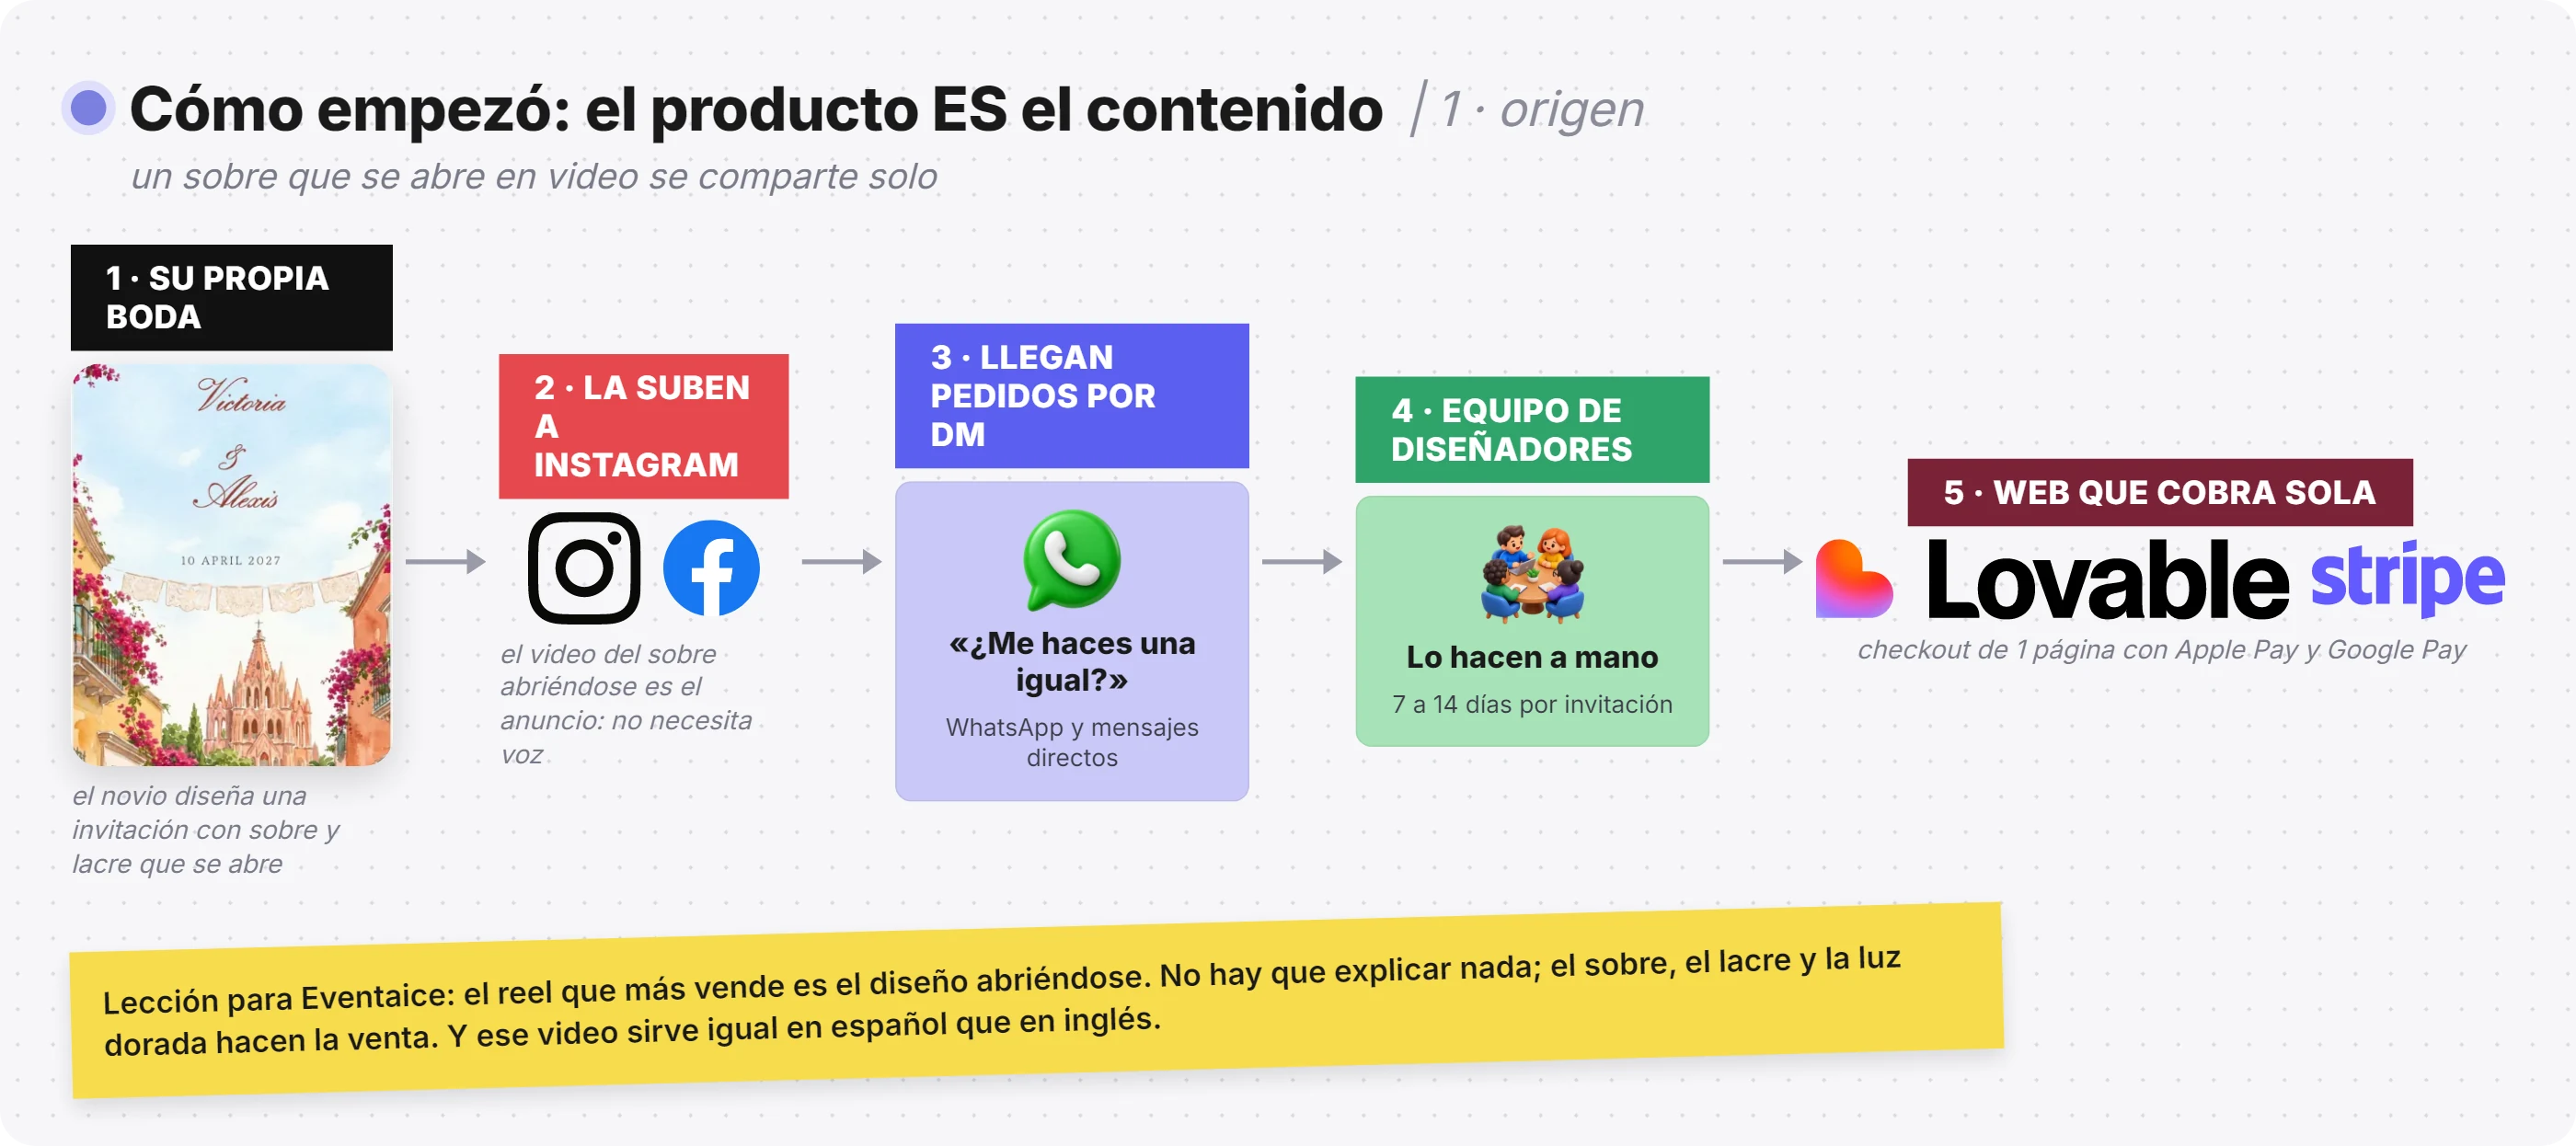 Cómo empezó: el producto ES el contenido | 1 · origen
un sobre que se abre en video se comparte solo
1 · SU PROPIA
BODA
Victoria
&
Alexis
10 APRIL 2027
el novio diseña una
invitación con sobre y
lacre que se abre
2 · LA SUBEN
A
INSTAGRAM
el video del sobre
abriéndose es el
anuncio: no necesita
voz
3 · LLEGAN
PEDIDOS POR
DM
«¿Me haces una
igual?»
WhatsApp y mensajes
directos
4 · EQUIPO DE
DISEÑADORES
Lo hacen a mano
7 a 14 días por invitación
5 · WEB QUE COBRA SOLA
Lovable stripe
checkout de 1 página con Apple Pay y Google Pay
Lección para Eventaice: el reel que más vende es el diseño abriéndose. No hay que explicar nada; el sobre, el lacre y la luz
dorada hacen la venta. Y ese video sirve igual en español que en inglés.